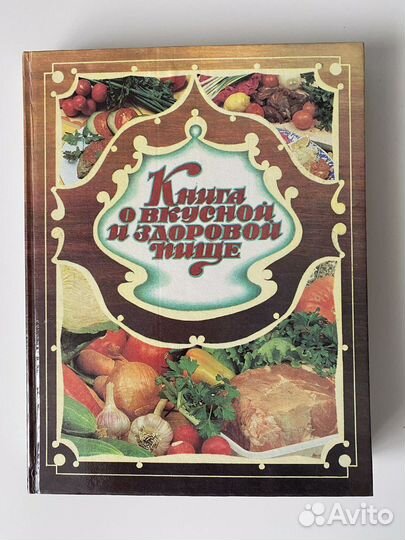 Книга
о вкусной
и здоровой
пище
Avito